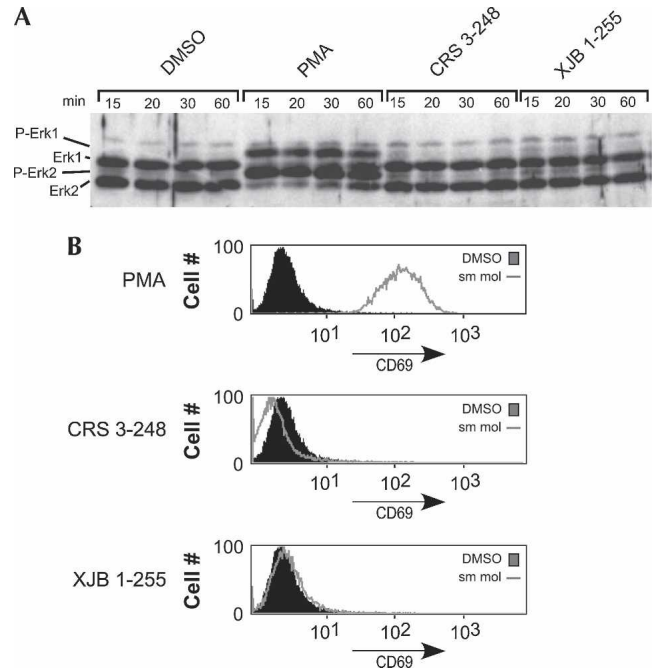 A
DMSO PMA CRS 3-248 XJB 1-255
min 15 20 30 60 15 20 30 60 15 20 30 60 15 20 30 60
P-Erk1
Erk1
P-Erk2
Erk2
B
PMA
Cell #
100
0
DMSO
sm mol
10¹ 10² 10³
CD69
CRS 3-248
Cell #
100
0
DMSO
sm mol
10¹ 10² 10³
CD69
XJB 1-255
Cell #
100
0
DMSO
sm mol
10¹ 10² 10³
CD69